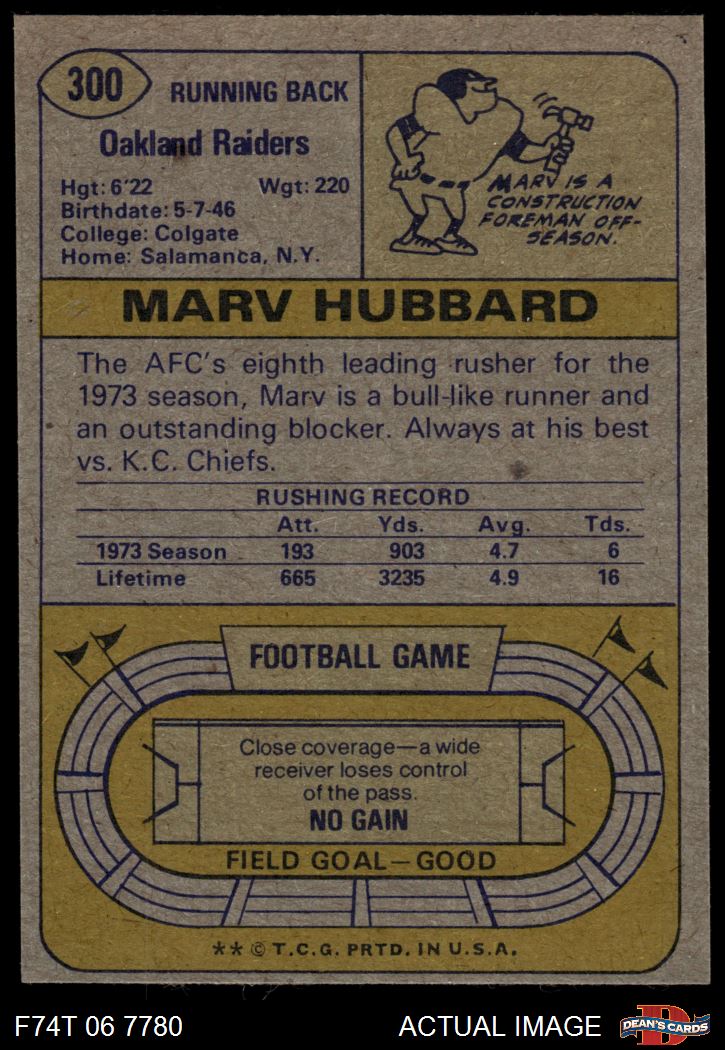 300 RUNNING BACK
Oakland Raiders
Hgt: 6'22 Wgt: 220
Birthdate: 5-7-46
College: Colgate
Home: Salamanca, N.Y.
MARV IS A
CONSTRUCTION
FOREMAN OFF-
SEASON.
MARV HUBBARD
The AFC's eighth leading rusher for the
1973 season, Marv is a bull-like runner and
an outstanding blocker. Always at his best
vs. K.C. Chiefs.
RUSHING RECORD
Att. Yds. Avg. Tds.
1973 Season 193 903 4.7 6
Lifetime 665 3235 4.9 16
FOOTBALL GAME
Close coverage—a wide
receiver loses control
of the pass.
NO GAIN
FIELD GOAL—GOOD
** © T.C.G. PRTD. IN U.S.A.
F74T 06 7780 ACTUAL IMAGE
D
DEAN'S CARDS